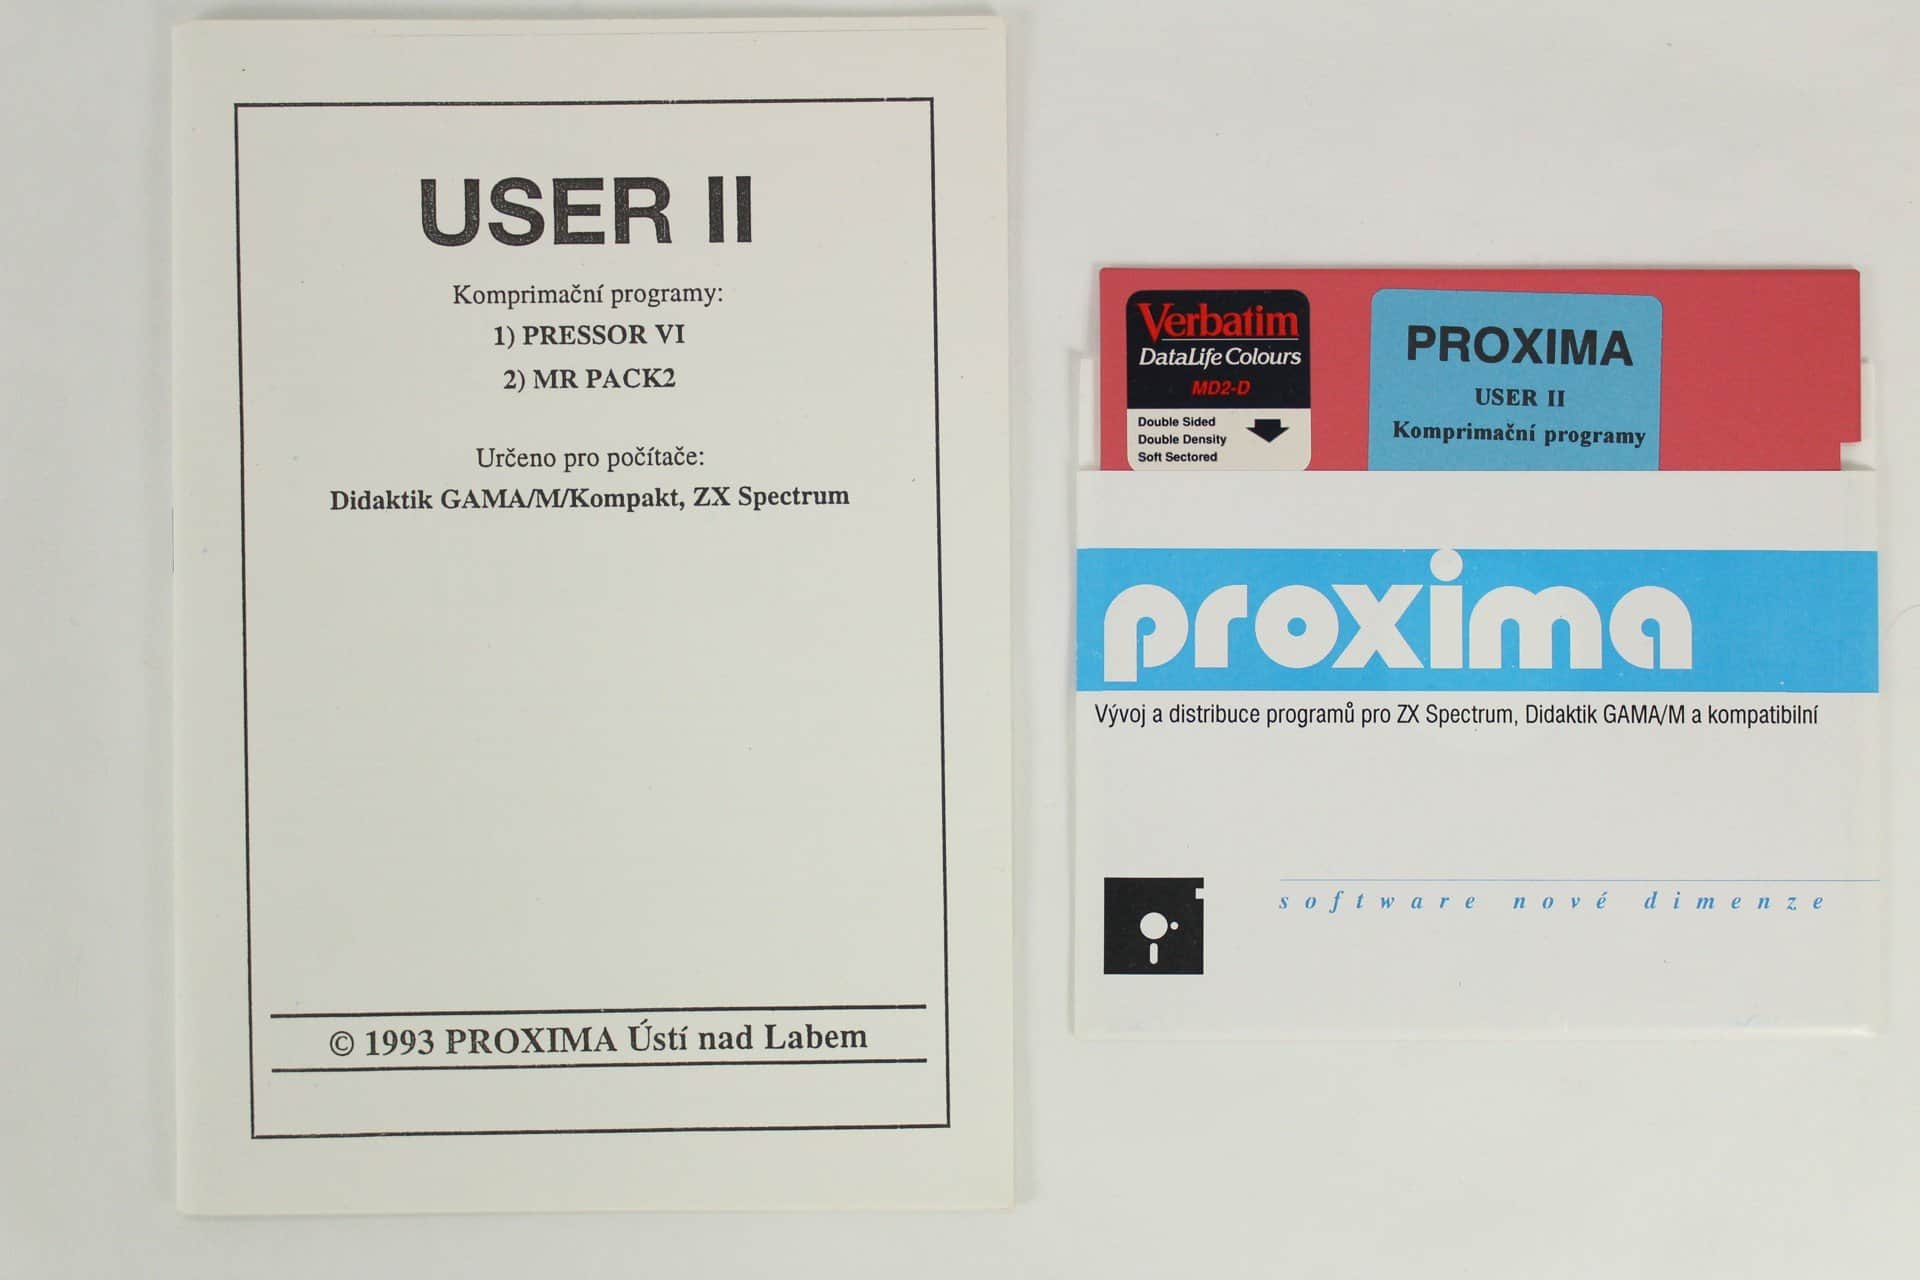 USER II
Komprimační programy:
1) PRESSOR VI
2) MR PACK2
Určeno pro počítače:
Didaktik GAMA/M/Kompakt, ZX Spectrum
© 1993 PROXIMA Ústí nad Labem
Verbatim
DataLife Colours
MD2-D
Double Sided
Double Density
Soft Sectored
PROXIMA
USER II
Komprimační programy
proxima
Vývoj a distribuce programů pro ZX Spectrum, Didaktik GAMA/M a kompatibilní
software nové dimenze